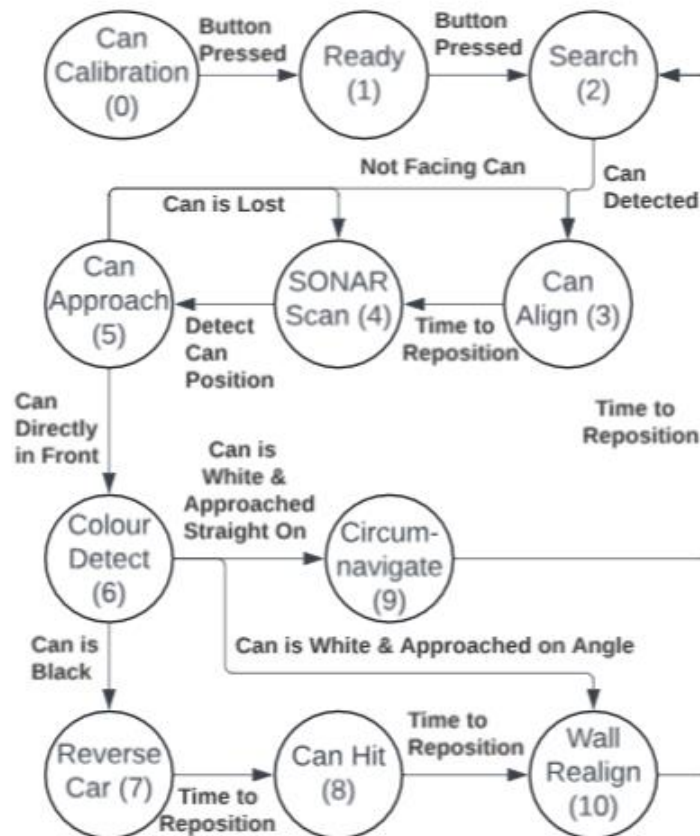 Can
Calibration
(0)
Button
Pressed
Ready
(1)
Button
Pressed
Search
(2)
Not Facing Can
Can
Detected
Can is Lost
Can
Approach
(5)
SONAR
Scan (4)
Can
Align (3)
Detect
Can
Position
Time to
Reposition
Can
Directly
in Front
Time to
Reposition
Can is
White &
Approached
Straight On
Colour
Detect
(6)
Circum-
navigate
(9)
Can is
Black
Can is White & Approached on Angle
Reverse
Car (7)
Time to
Reposition
Can Hit
(8)
Time to
Reposition
Wall
Realign
(10)